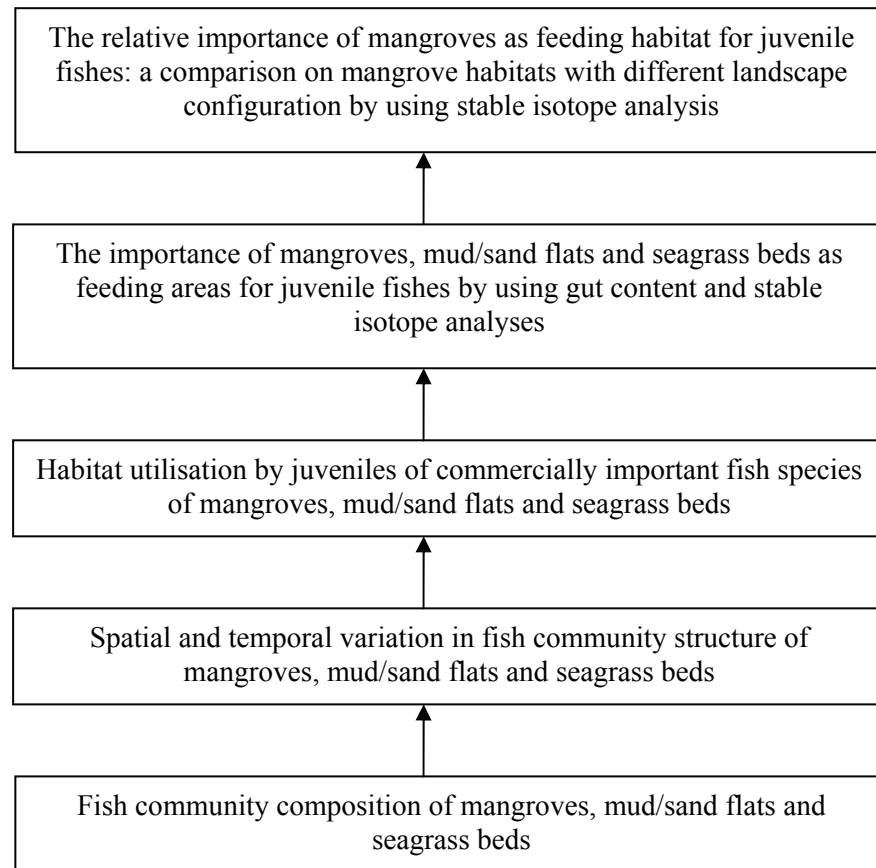 The relative importance of mangroves as feeding habitat for juvenile
fishes: a comparison on mangrove habitats with different landscape
configuration by using stable isotope analysis
The importance of mangroves, mud/sand flats and seagrass beds as
feeding areas for juvenile fishes by using gut content and stable
isotope analyses
Habitat utilisation by juveniles of commercially important fish species
of mangroves, mud/sand flats and seagrass beds
Spatial and temporal variation in fish community structure of
mangroves, mud/sand flats and seagrass beds
Fish community composition of mangroves, mud/sand flats and
seagrass beds